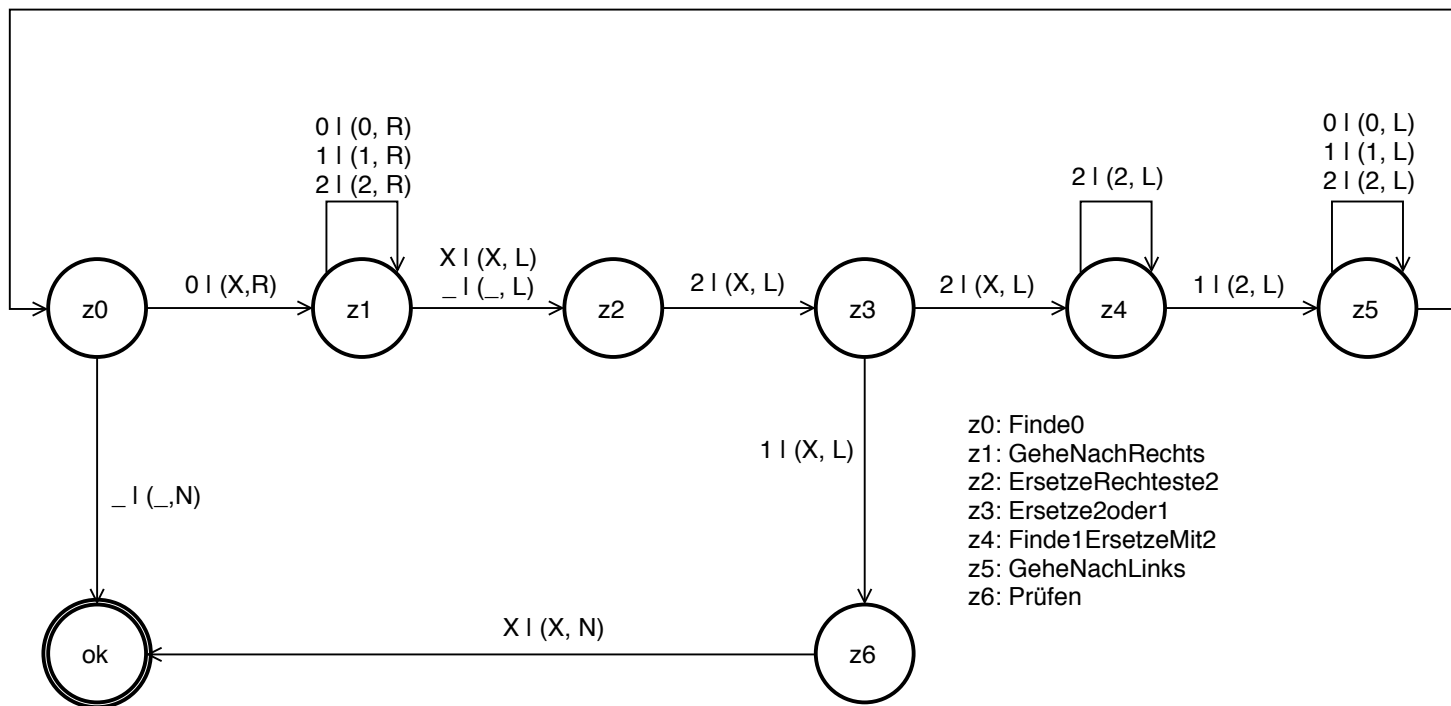 0 | (0, R)
1 | (1, R)
2 | (2, R)
0 | (0, L)
1 | (1, L)
2 | (2, L)
2 | (2, L)
z0
0 | (X,R)
z1
X | (X, L)
_ | (_, L)
z2
2 | (X, L)
z3
2 | (X, L)
z4
1 | (2, L)
z5
1 | (X, L)
_ | (_,N)
z0: Finde0
z1: GeheNachRechts
z2: ErsetzeRechteste2
z3: Ersetze2oder1
z4: Finde1ErsetzeMit2
z5: GeheNachLinks
z6: Prüfen
ok
X | (X, N)
z6